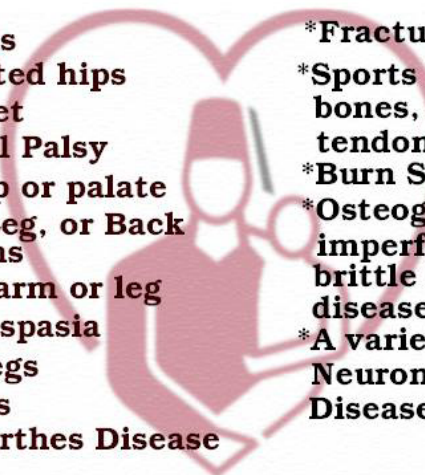 s
ted hips
et
l Palsy
p or palate
eg, or Back
ns
arm or leg
spasia
egs
s
rthes Disease
*Fractu
*Sports
bones,
tendon
*Burn S
*Osteog
imperf
brittle
disease
*A varie
Neuron
Disease